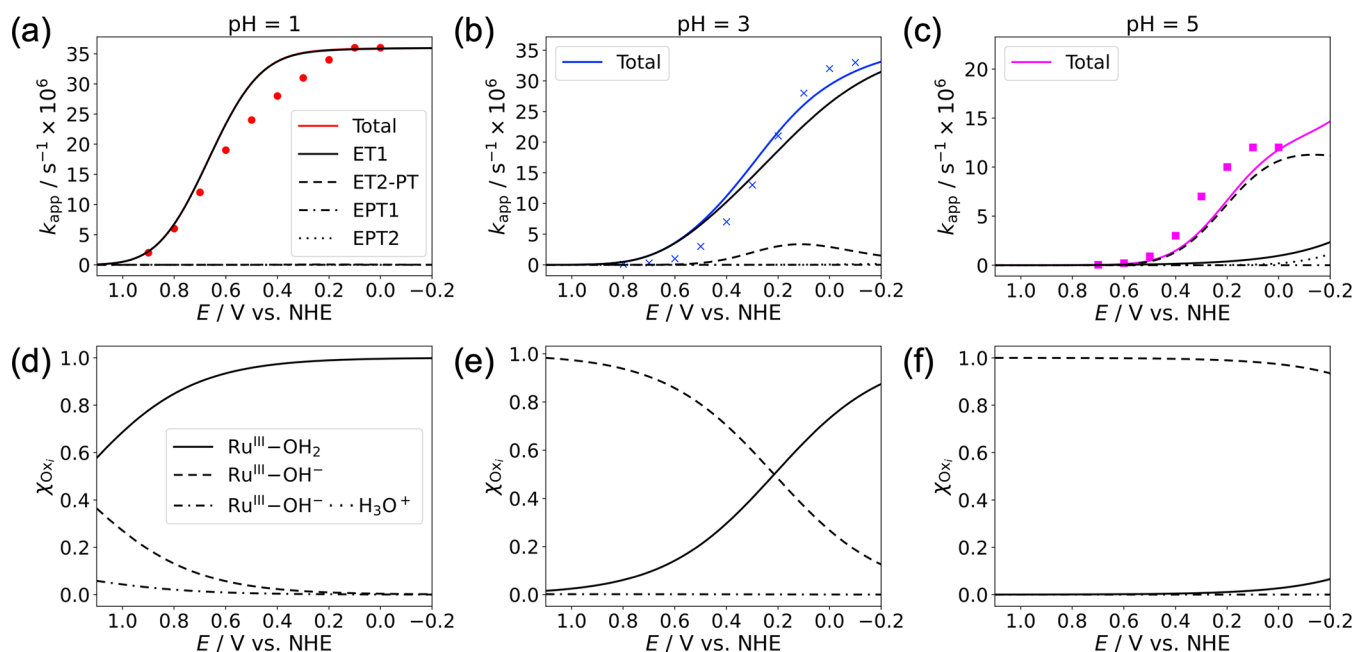 (a)
pH = 1
k_app / s⁻¹ × 10⁶
35
30
25
20
15
10
5
0
Total
ET1
ET2-PT
EPT1
EPT2
1.0 0.8 0.6 0.4 0.2 0.0 −0.2
E / V vs. NHE
(b)
pH = 3
k_app / s⁻¹ × 10⁶
35
30
25
20
15
10
5
0
Total
1.0 0.8 0.6 0.4 0.2 0.0 −0.2
E / V vs. NHE
(c)
pH = 5
k_app / s⁻¹ × 10⁶
20
15
10
5
0
Total
1.0 0.8 0.6 0.4 0.2 0.0 −0.2
E / V vs. NHE
(d)
χ_Ox_i
1.0
0.8
0.6
0.4
0.2
0.0
Ru^III−OH₂
Ru^III−OH⁻
Ru^III−OH⁻ ···H₃O⁺
1.0 0.8 0.6 0.4 0.2 0.0 −0.2
E / V vs. NHE
(e)
χ_Ox_i
1.0
0.8
0.6
0.4
0.2
0.0
1.0 0.8 0.6 0.4 0.2 0.0 −0.2
E / V vs. NHE
(f)
χ_Ox_i
1.0
0.8
0.6
0.4
0.2
0.0
1.0 0.8 0.6 0.4 0.2 0.0 −0.2
E / V vs. NHE